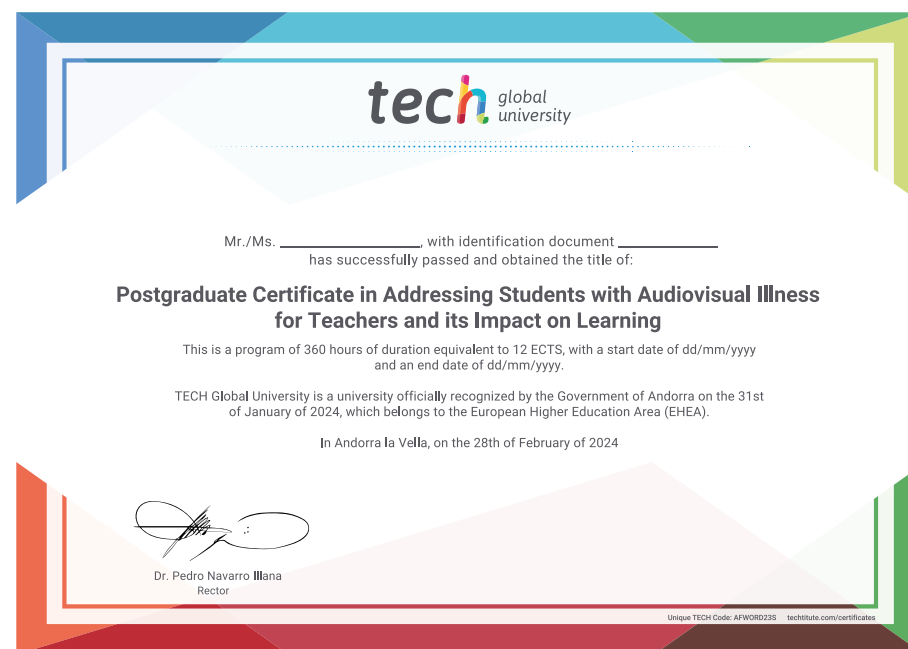 tech global university
Mr./Ms. ____________________, with identification document ______________
has successfully passed and obtained the title of:
Postgraduate Certificate in Addressing Students with Audiovisual Illness
for Teachers and its Impact on Learning
This is a program of 360 hours of duration equivalent to 12 ECTS, with a start date of dd/mm/yyyy
and an end date of dd/mm/yyyy.
TECH Global University is a university officially recognized by the Government of Andorra on the 31st
of January of 2024, which belongs to the European Higher Education Area (EHEA).
In Andorra la Vella, on the 28th of February of 2024
Dr. Pedro Navarro Illana
Rector
Unique TECH Code: AFWORD23S techtitute.com/certificates